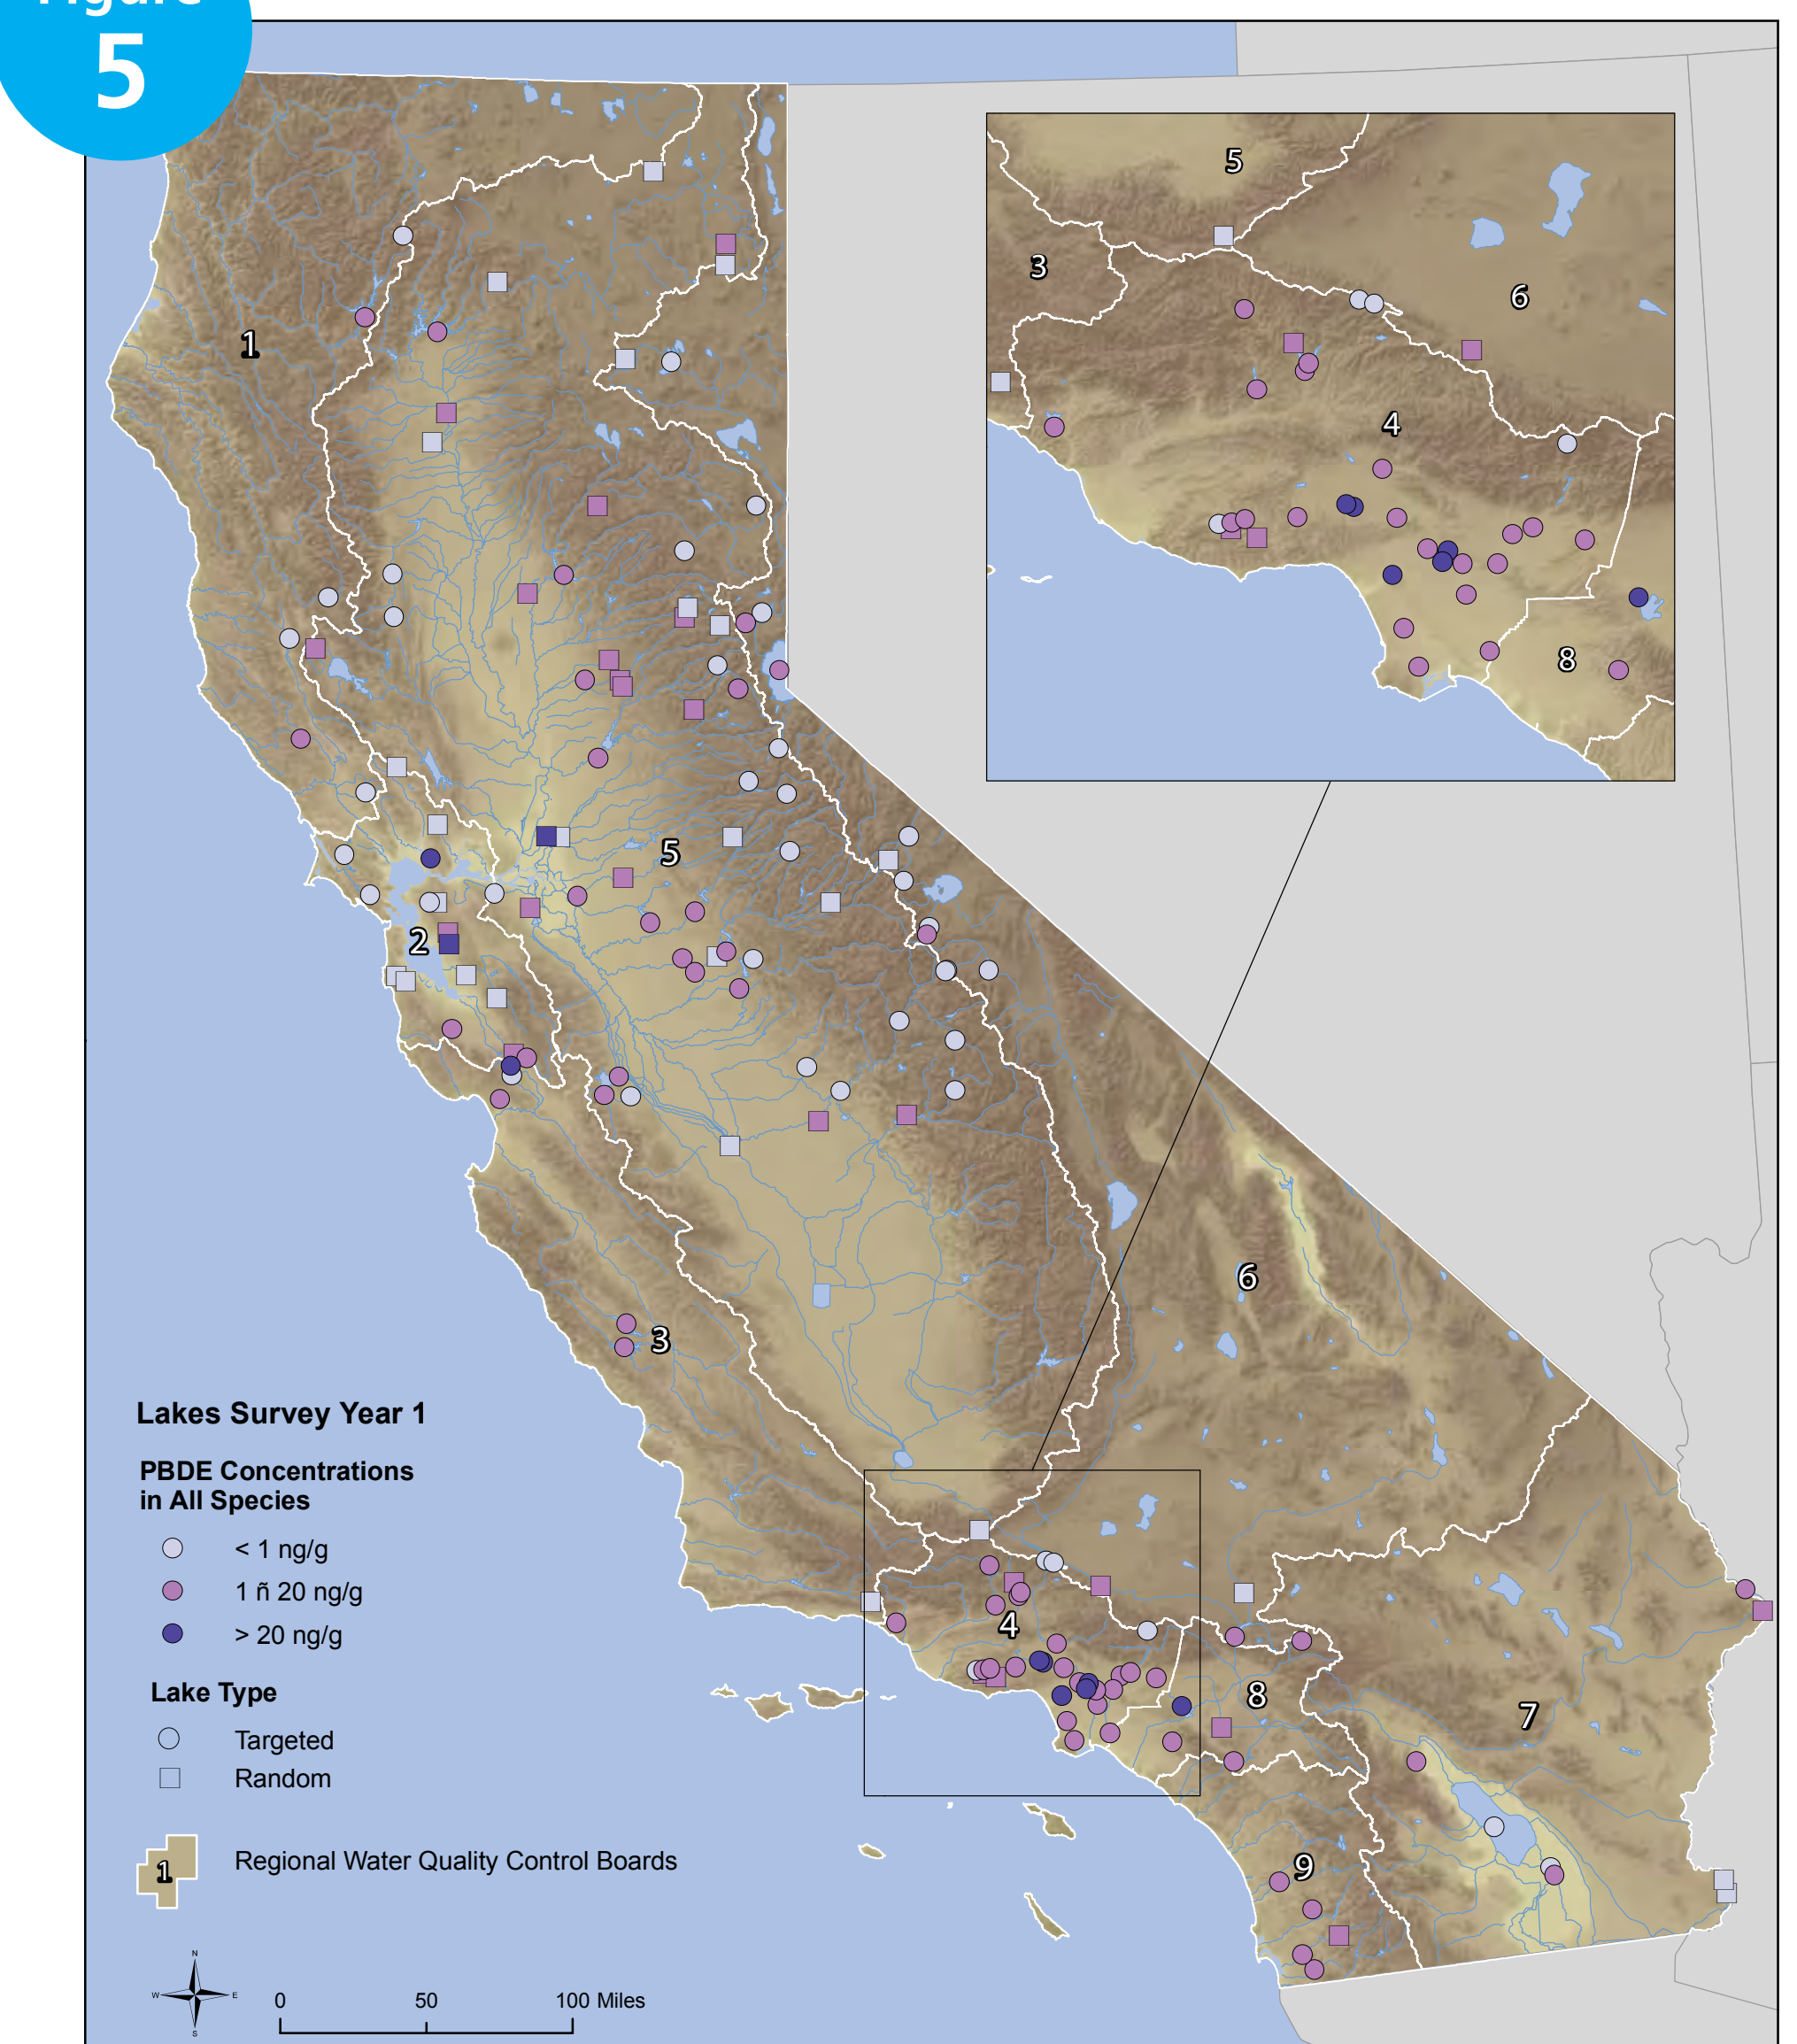 Figure
5
5
3
6
4
8
1
5
2
6
3
4
8
7
9
Lakes Survey Year 1
PBDE Concentrations
in All Species
< 1 ng/g
1 ñ 20 ng/g
> 20 ng/g
Lake Type
Targeted
Random
1 Regional Water Quality Control Boards
N
W E
S
0 50 100 Miles